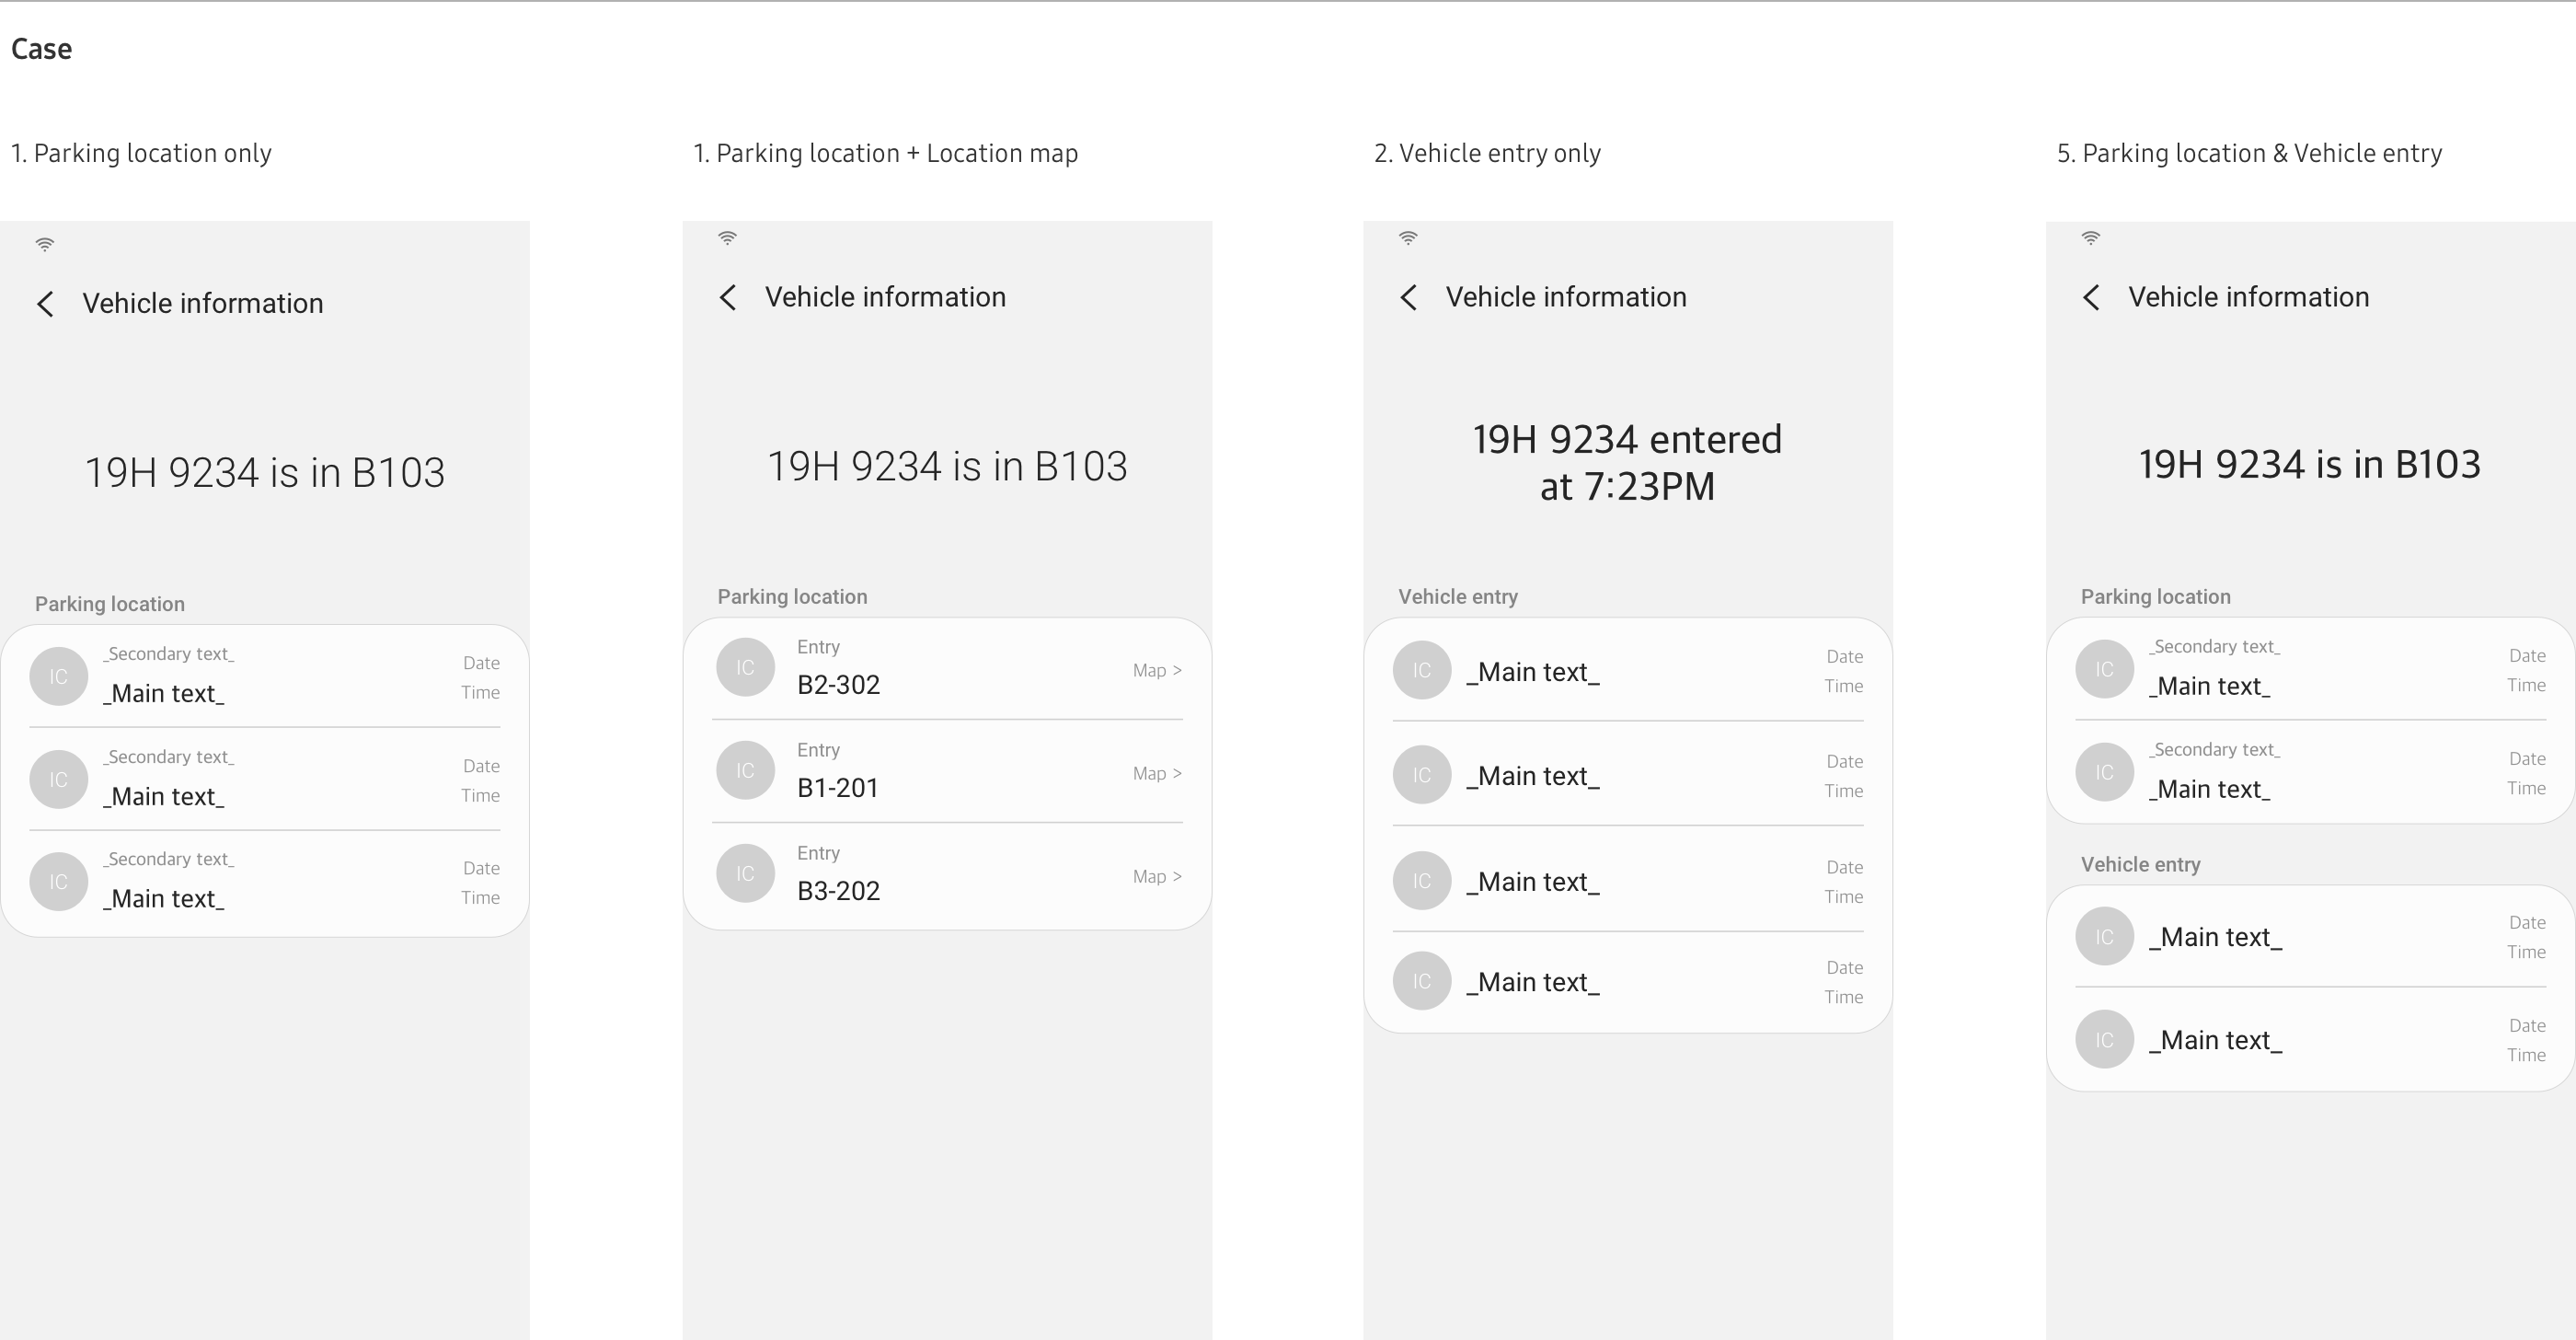 Case
1. Parking location only
Vehicle information
19H 9234 is in B103
Parking location
IC
_Secondary text_
_Main text_
Date
Time
IC
_Secondary text_
_Main text_
Date
Time
IC
_Secondary text_
_Main text_
Date
Time
1. Parking location + Location map
Vehicle information
19H 9234 is in B103
Parking location
IC
Entry
B2-302
Map >
IC
Entry
B1-201
Map >
IC
Entry
B3-202
Map >
2. Vehicle entry only
Vehicle information
19H 9234 entered
at 7:23PM
Vehicle entry
IC
_Main text_
Date
Time
IC
_Main text_
Date
Time
IC
_Main text_
Date
Time
IC
_Main text_
Date
Time
5. Parking location & Vehicle entry
Vehicle information
19H 9234 is in B103
Parking location
IC
_Secondary text_
_Main text_
Date
Time
IC
_Secondary text_
_Main text_
Date
Time
Vehicle entry
IC
_Main text_
Date
Time
IC
_Main text_
Date
Time